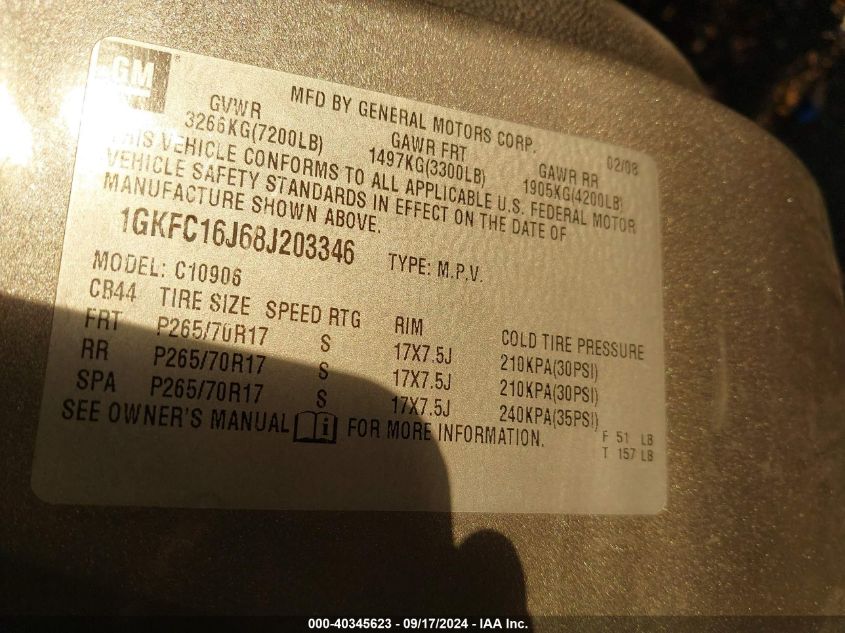 GM
MFD BY GENERAL MOTORS CORP. 02/08
GVWR GAWR FRT GAWR RR
3266KG(7200LB) 1497KG(3300LB) 1905KG(4200LB)
THIS VEHICLE CONFORMS TO ALL APPLICABLE U.S. FEDERAL MOTOR
VEHICLE SAFETY STANDARDS IN EFFECT ON THE DATE OF
MANUFACTURE SHOWN ABOVE.
1GKFC16J68J203346 TYPE: M.P.V.
MODEL: C10906
CB44 TIRE SIZE SPEED RTG RIM COLD TIRE PRESSURE
FRT P265/70R17 S 17X7.5J 210KPA(30PSI)
RR P265/70R17 S 17X7.5J 210KPA(30PSI)
SPA P265/70R17 S 17X7.5J 240KPA(35PSI)
SEE OWNER'S MANUAL i FOR MORE INFORMATION.
F 51 LB
T 157 LB
000-40345623 - 09/17/2024 - IAA Inc.